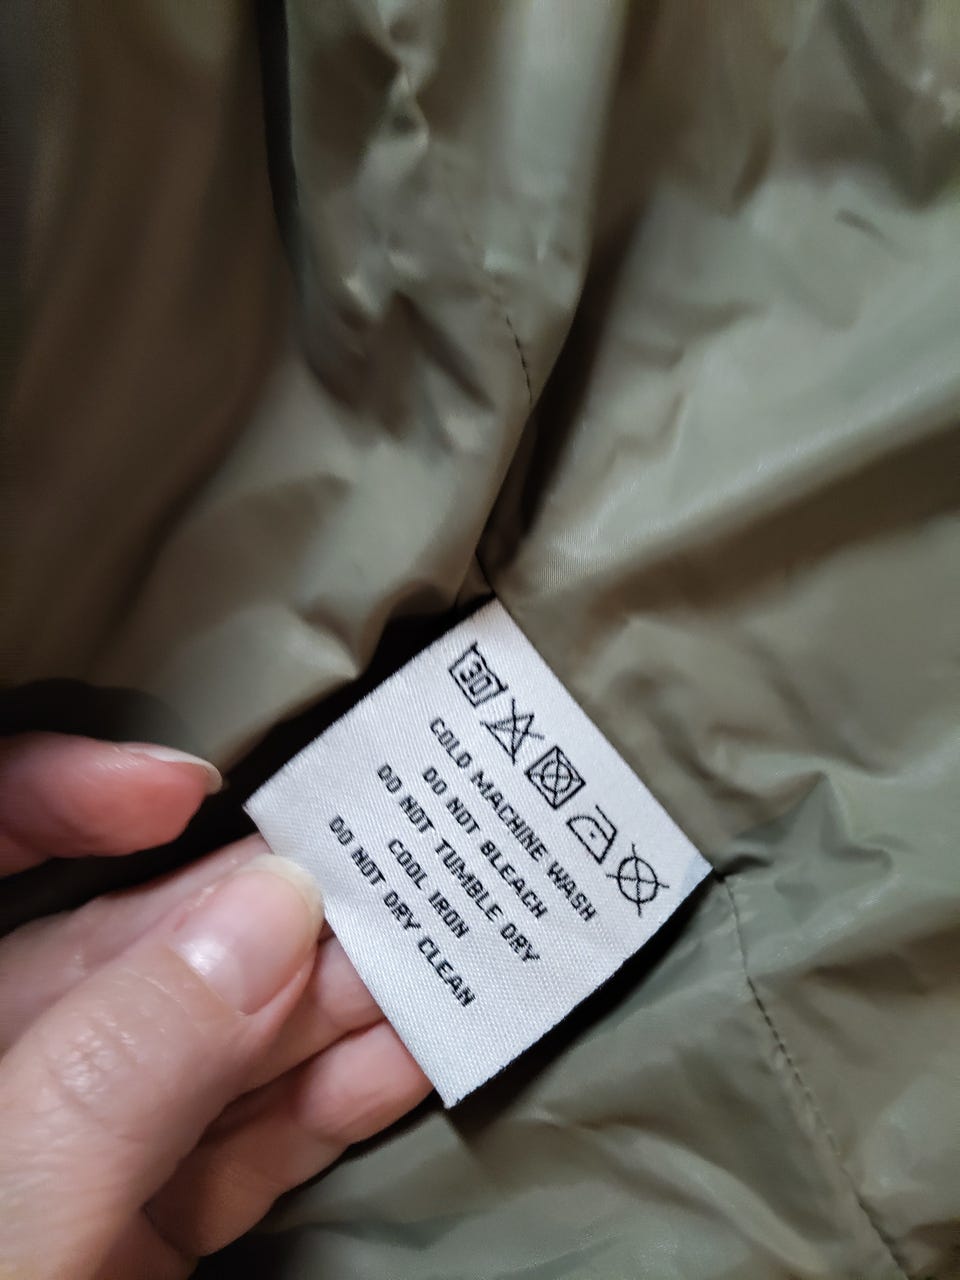 30
COLD MACHINE WASH
DO NOT BLEACH
DO NOT TUMBLE DRY
COOL IRON
DO NOT DRY CLEAN